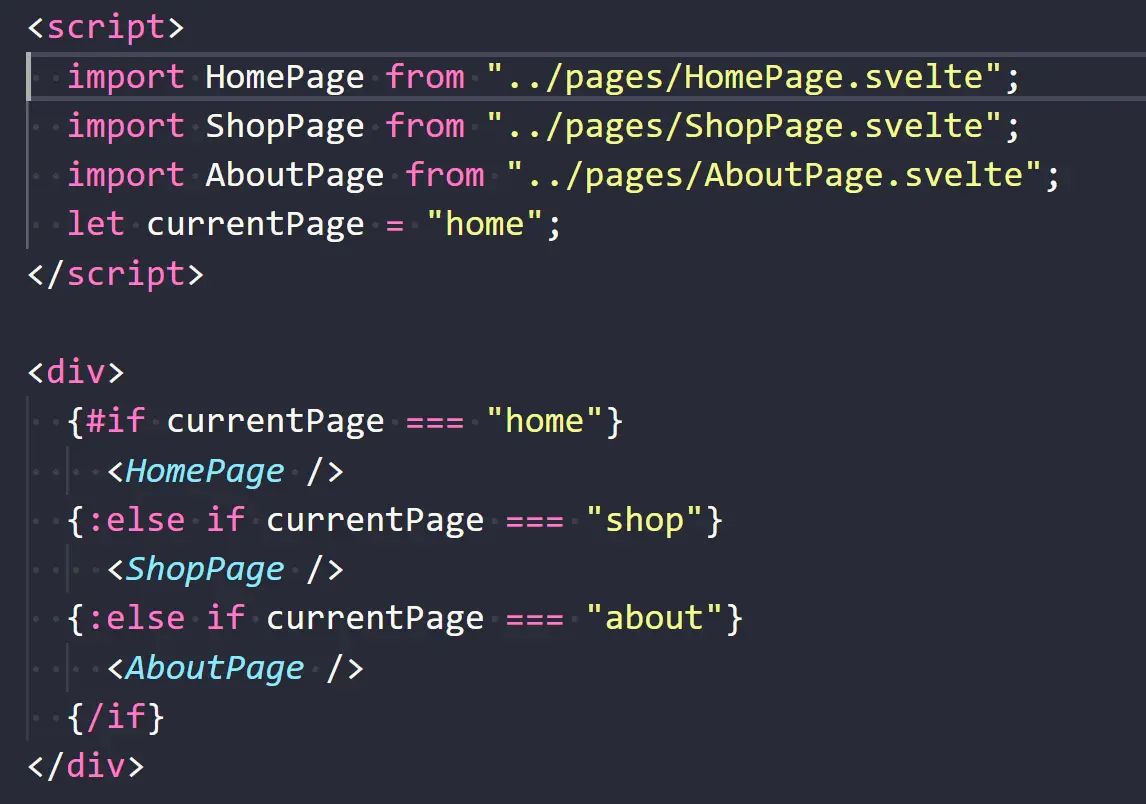 <script>
  import HomePage from "../pages/HomePage.svelte";
  import ShopPage from "../pages/ShopPage.svelte";
  import AboutPage from "../pages/AboutPage.svelte";
  let currentPage = "home";
</script>

<div>
  {#if currentPage === "home"}
    <HomePage />
  {:else if currentPage === "shop"}
    <ShopPage />
  {:else if currentPage === "about"}
    <AboutPage />
  {/if}
</div>